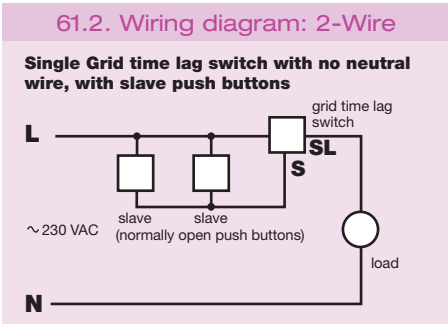 61.2. Wiring diagram: 2-Wire
Single Grid time lag switch with no neutral
wire, with slave push buttons
grid time lag
switch
L
SL
S
slave
slave
(normally open push buttons)
~230 VAC
load
N